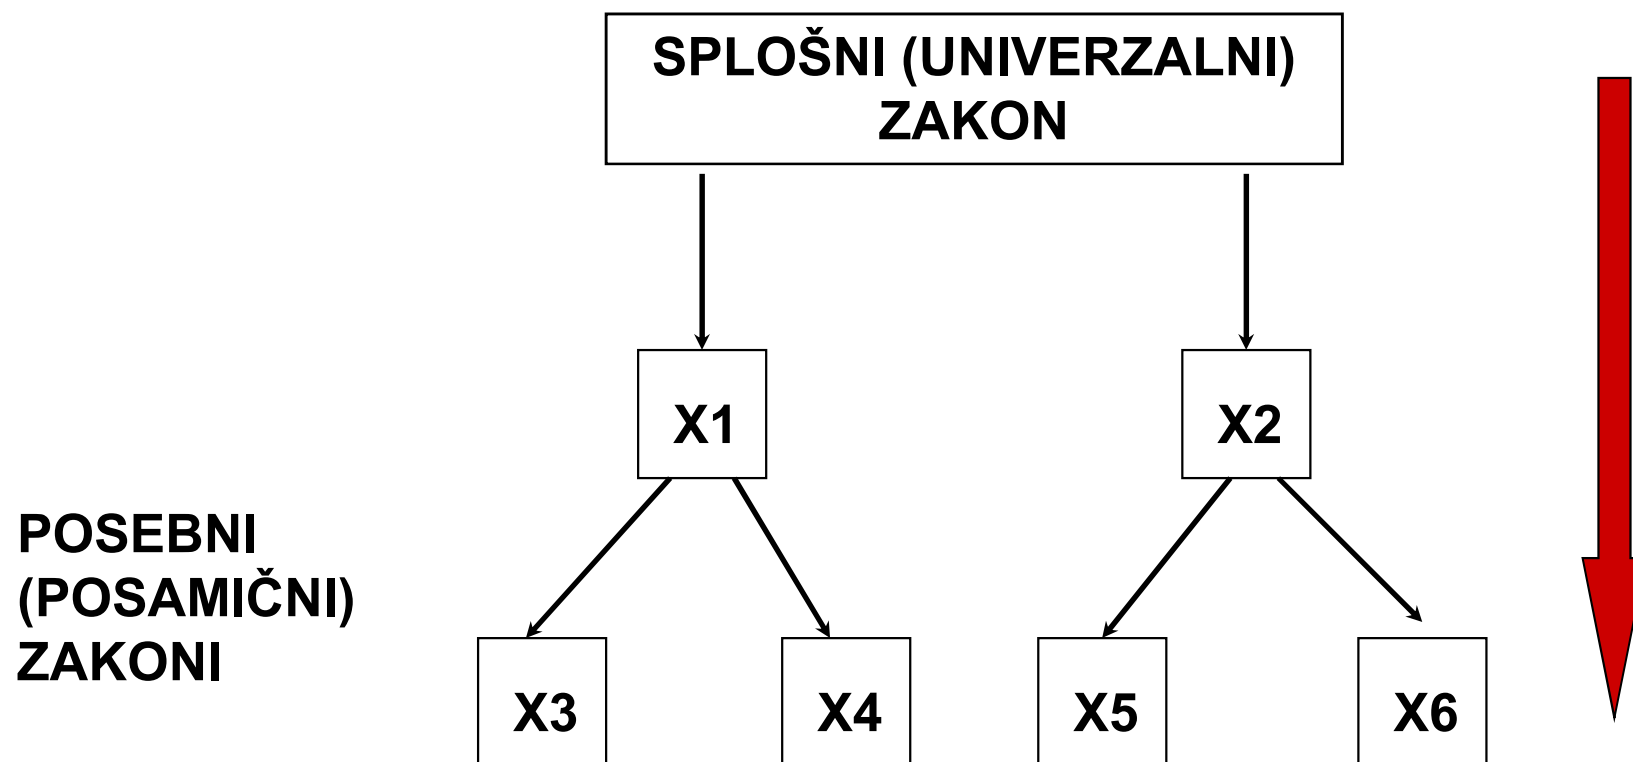 SPLOŠNI (UNIVERZALNI)
ZAKON
X1
X2
POSEBNI
(POSAMIČNI)
ZAKONI
X3
X4
X5
X6